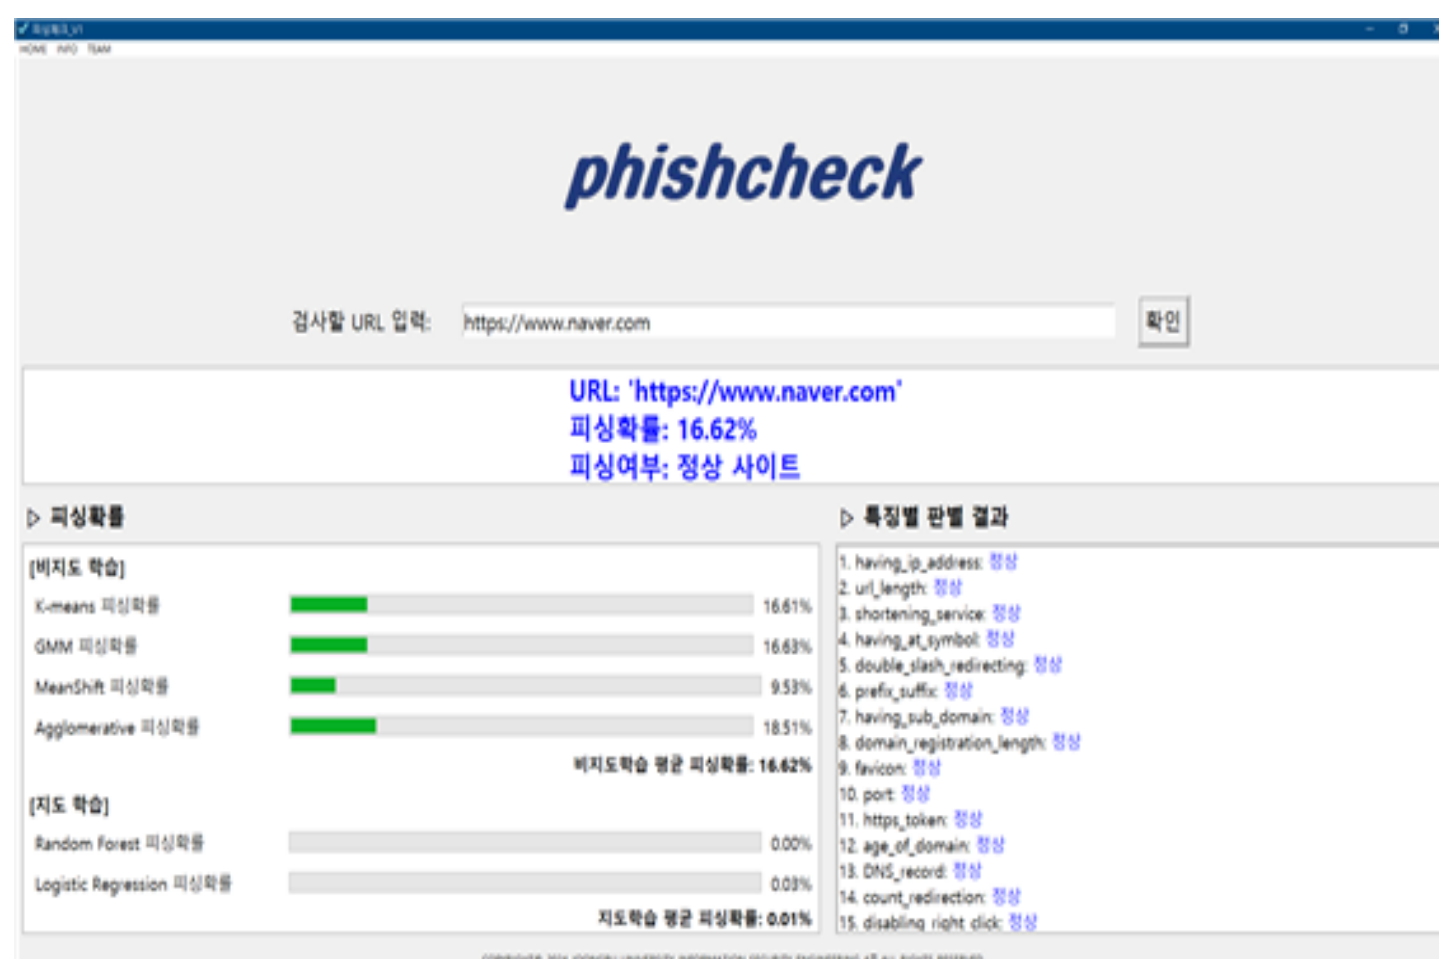 피싱체크_V1
HOME INFO TEAM
phishcheck
검사할 URL 입력: https://www.naver.com 확인
URL: 'https://www.naver.com'
피싱확률: 16.62%
피싱여부: 정상 사이트
▷ 피싱확률
[비지도 학습]
K-means 피싱확률 16.61%
GMM 피싱확률 16.63%
MeanShift 피싱확률 9.53%
Agglomerative 피싱확률 18.51%
비지도학습 평균 피싱확률: 16.62%
[지도 학습]
Random Forest 피싱확률 0.00%
Logistic Regression 피싱확률 0.03%
지도학습 평균 피싱확률: 0.01%
▷ 특징별 판별 결과
1. having_ip_address: 정상
2. url_length: 정상
3. shortening_service: 정상
4. having_at_symbol: 정상
5. double_slash_redirecting: 정상
6. prefix_suffix: 정상
7. having_sub_domain: 정상
8. domain_registration_length: 정상
9. favicon: 정상
10. port: 정상
11. https_token: 정상
12. age_of_domain: 정상
13. DNS_record: 정상
14. count_redirection: 정상
15. disabling right click: 정상